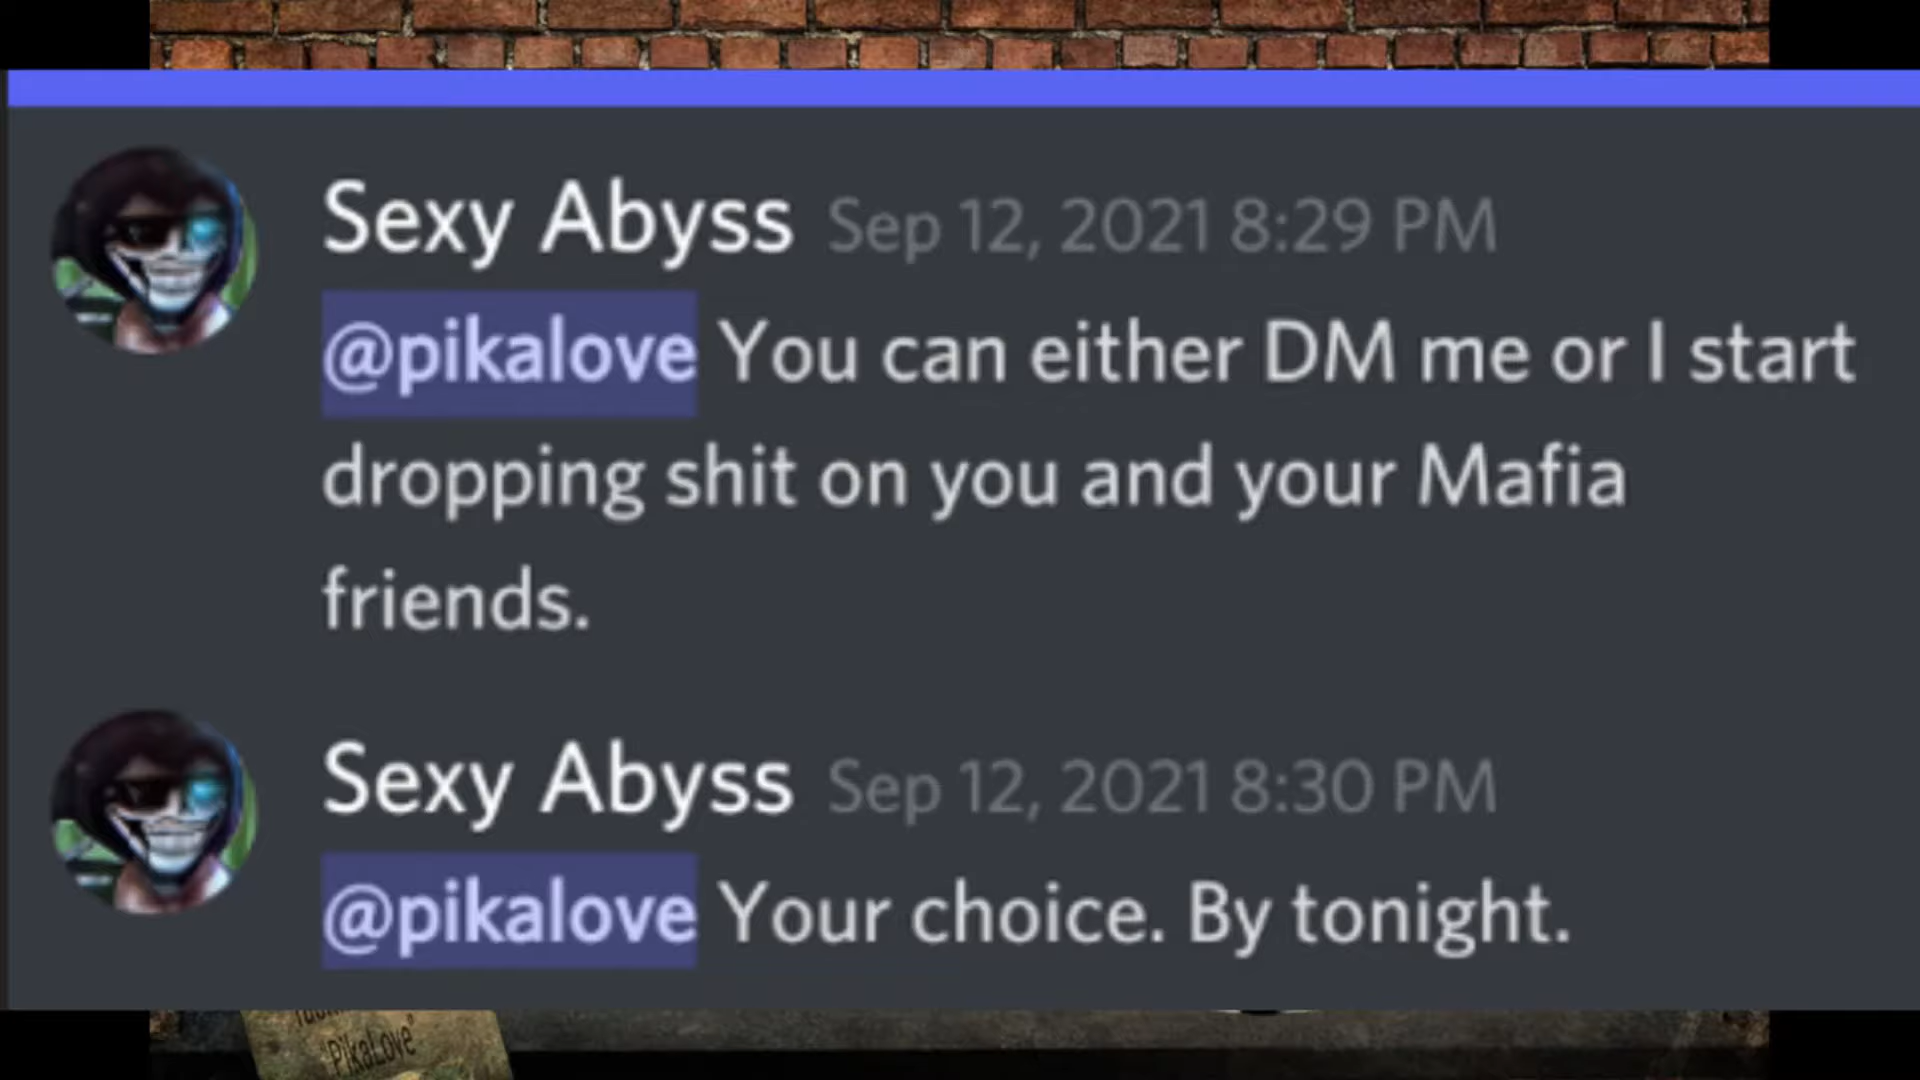 Sexy Abyss Sep 12, 2021 8:29 PM
@pikalove You can either DM me or I start
dropping shit on you and your Mafia
friends.
Sexy Abyss Sep 12, 2021 8:30 PM
@pikalove Your choice. By tonight.
"PikaLove"